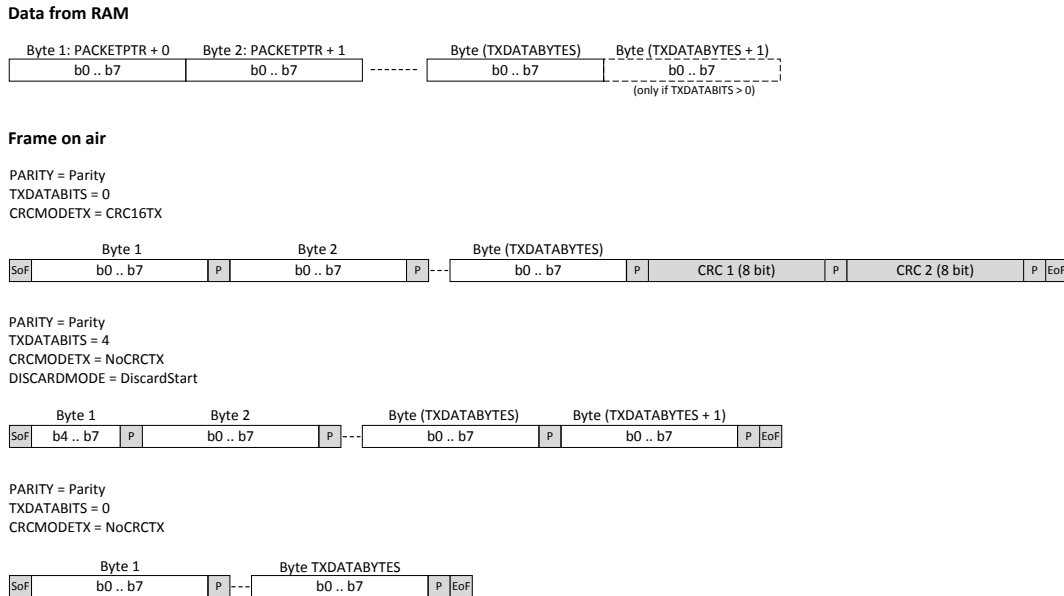 Data from RAM
Byte 1: PACKETPTR + 0 Byte 2: PACKETPTR + 1 Byte (TXDATABYTES) Byte (TXDATABYTES + 1)
b0 .. b7 b0 .. b7 b0 .. b7 b0 .. b7
(only if TXDATABITS > 0)
Frame on air
PARITY = Parity
TXDATABITS = 0
CRCMODETX = CRC16TX
Byte 1 Byte 2 Byte (TXDATABYTES)
SoF b0 .. b7 P b0 .. b7 P b0 .. b7 P CRC 1 (8 bit) P CRC 2 (8 bit) P EoF
PARITY = Parity
TXDATABITS = 4
CRCMODETX = NoCRCTX
DISCARDMODE = DiscardStart
Byte 1 Byte 2 Byte (TXDATABYTES) Byte (TXDATABYTES + 1)
SoF b4 .. b7 P b0 .. b7 P b0 .. b7 P b0 .. b7 P EoF
PARITY = Parity
TXDATABITS = 0
CRCMODETX = NoCRCTX
Byte 1 Byte TXDATABYTES
SoF b0 .. b7 P b0 .. b7 P EoF